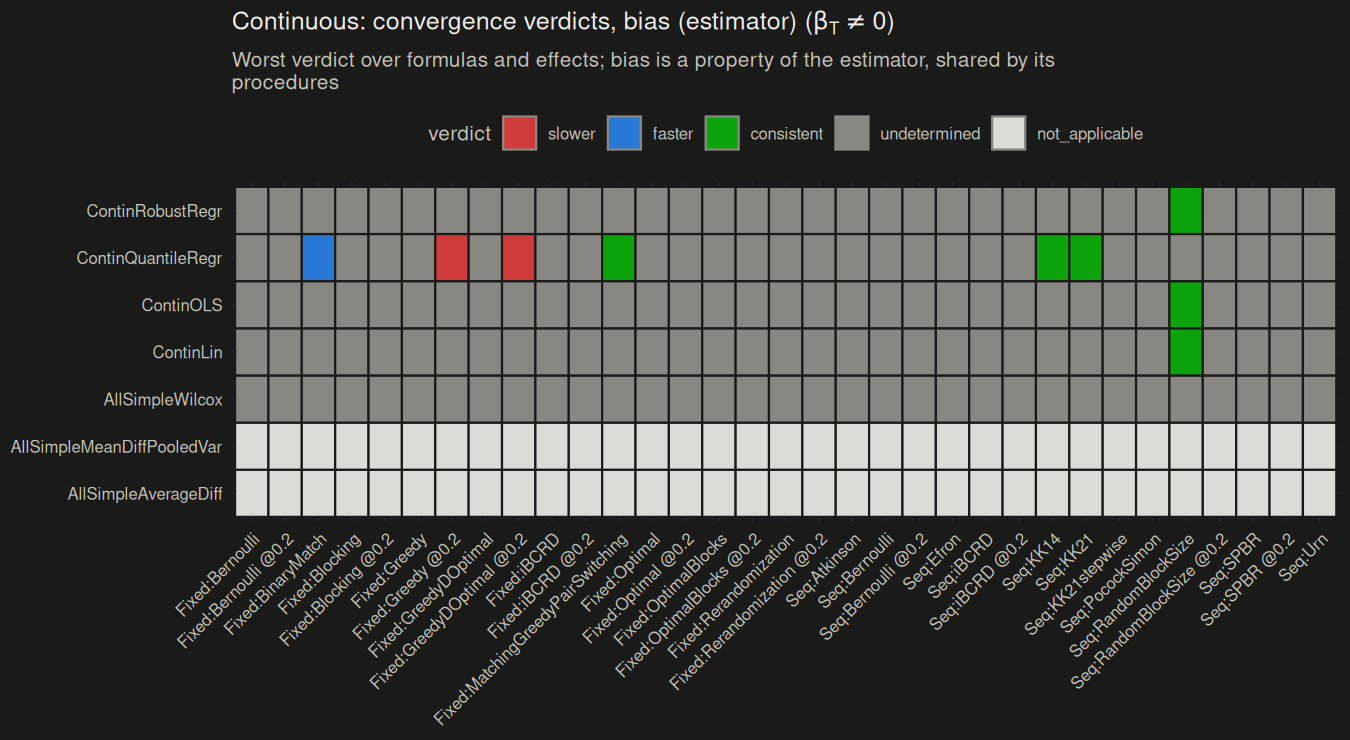 Continuous: convergence verdicts, bias (estimator) (βT ≠ 0)
Worst verdict over formulas and effects; bias is a property of the estimator, shared by its
procedures
verdict slower faster consistent undetermined not_applicable
ContinRobustRegr
ContinQuantileRegr
ContinOLS
ContinLin
AllSimpleWilcox
AllSimpleMeanDiffPooledVar
AllSimpleAverageDiff
Fixed:Bernoulli
Fixed:Bernoulli @0.2
Fixed:BinaryMatch
Fixed:Blocking
Fixed:Blocking @0.2
Fixed:Greedy
Fixed:Greedy @0.2
Fixed:GreedyDOptimal
Fixed:GreedyDOptimal @0.2
Fixed:iBCRD
Fixed:iBCRD @0.2
Fixed:MatchingGreedyPairSwitching
Fixed:Optimal
Fixed:Optimal @0.2
Fixed:OptimalBlocks
Fixed:OptimalBlocks @0.2
Fixed:Rerandomization
Fixed:Rerandomization @0.2
Seq:Atkinson
Seq:Bernoulli
Seq:Bernoulli @0.2
Seq:Efron
Seq:iBCRD
Seq:iBCRD @0.2
Seq:KK14
Seq:KK21
Seq:KK21stepwise
Seq:PocockSimon
Seq:RandomBlockSize
Seq:RandomBlockSize @0.2
Seq:SPBR
Seq:SPBR @0.2
Seq:Urn